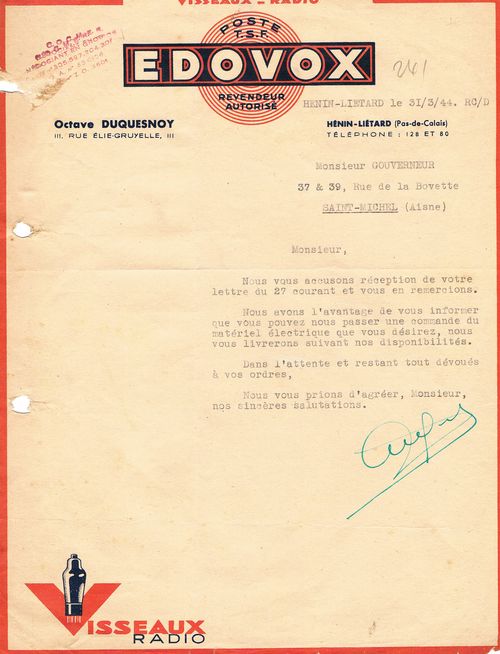 VISSEAUX - RADIO
POSTE
T.S.F.
EDOVOX
REVENDEUR
AUTORISÉ
241
HENIN-LIETARD le 3I/3/44. RC/D
Octave DUQUESNOY
III, RUE ÉLIE-GRUYELLE, III
HÉNIN-LIÉTARD (Pas-de-Calais)
TÉLÉPHONE : 128 ET 80
Monsieur GOUVERNEUR
37 & 39, Rue de la Bovette
SAINT-MICHEL (Aisne)
Monsieur,
Nous vous accusons réception de votre
lettre du 27 courant et vous en remercions.
Nous avons l'avantage de vous informer
que vous pouvez nous passer une commande du
matériel électrique que vous désirez, nous
vous livrerons suivant nos disponibilités.
Dans l'attente et restant tout dévoués
à vos ordres,
Nous vous prions d'agréer, Monsieur,
nos sincères salutations.
VISSEAUX
RADIO